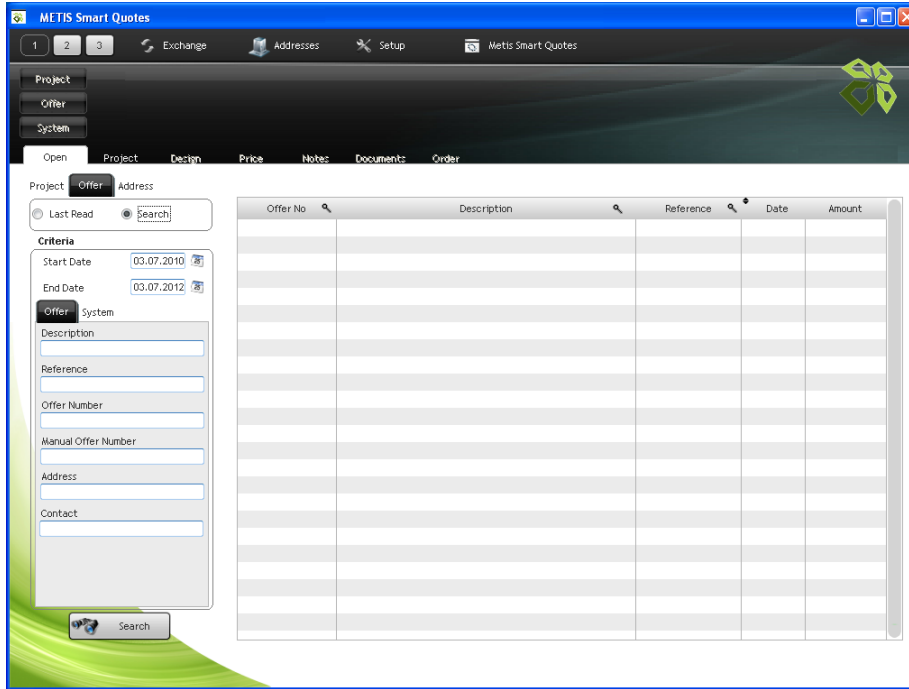 METIS Smart Quotes
1 2 3 Exchange Addresses Setup Metis Smart Quotes
Project
Offer
System
Open Project Design Price Notes Documents Order
Project Offer Address
Last Read Search
Offer No Description Reference Date Amount
Criteria
Start Date 03.07.2010
End Date 03.07.2012
Offer System
Description
Reference
Offer Number
Manual Offer Number
Address
Contact
Search